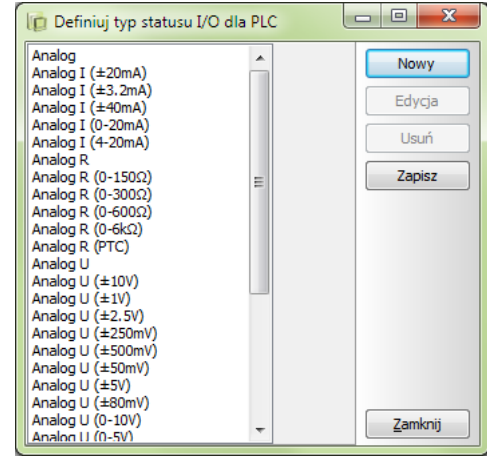 Definiuj typ statusu I/O dla PLC
Analog
Analog I (±20mA)
Analog I (±3.2mA)
Analog I (±40mA)
Analog I (0-20mA)
Analog I (4-20mA)
Analog R
Analog R (0-150Ω)
Analog R (0-300Ω)
Analog R (0-600Ω)
Analog R (0-6kΩ)
Analog R (PTC)
Analog U
Analog U (±10V)
Analog U (±1V)
Analog U (±2.5V)
Analog U (±250mV)
Analog U (±500mV)
Analog U (±50mV)
Analog U (±5V)
Analog U (±80mV)
Analog U (0-10V)
Analog U (0-5V)
Nowy
Edycja
Usuń
Zapisz
Zamknij